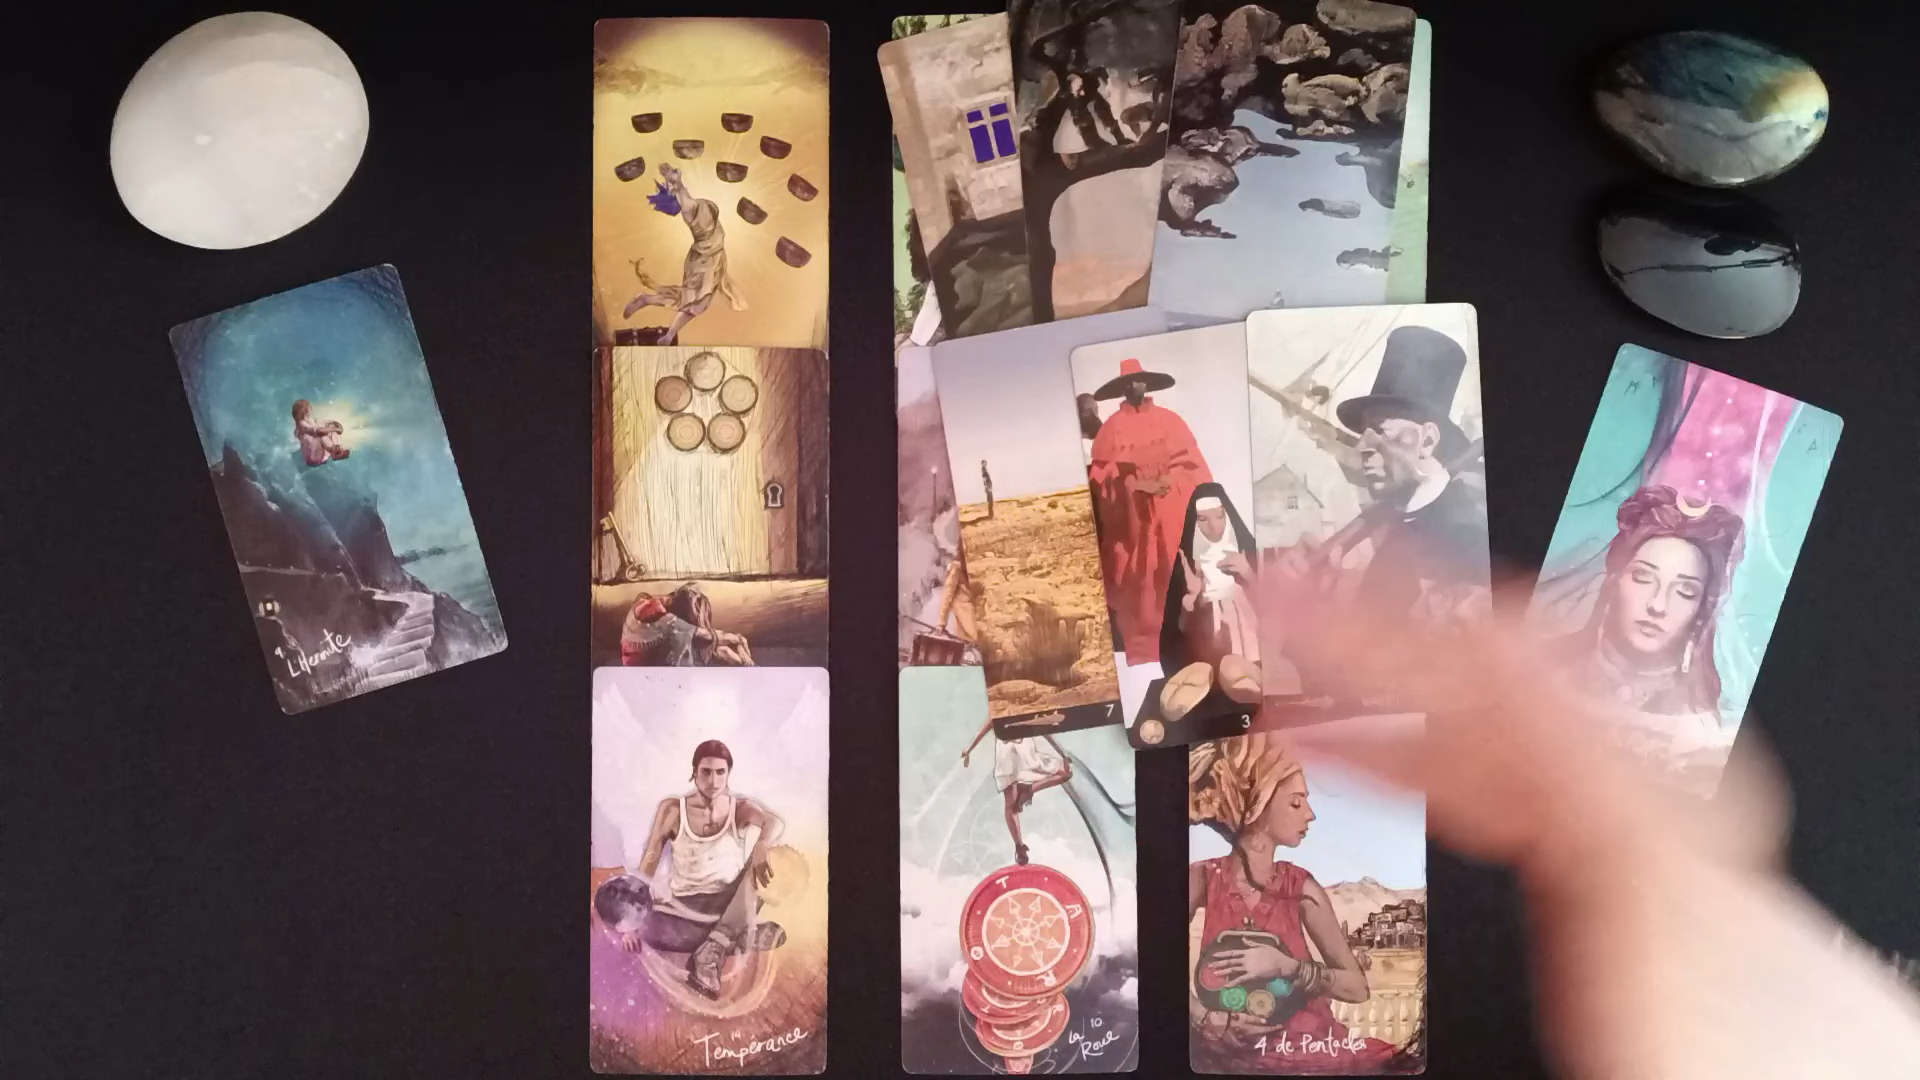 9.
L'Hermite
7
3
14
Tempérance
T
A
R
O
10.
La
Roue
4 de Pentacles